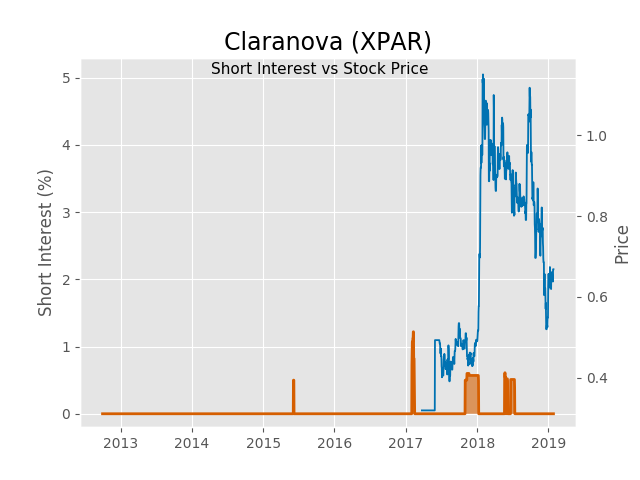 Claranova (XPAR)
Short Interest vs Stock Price
Short Interest (%)
5
4
3
2
1
0
1.0
0.8
0.6
0.4
Price
2013 2014 2015 2016 2017 2018 2019